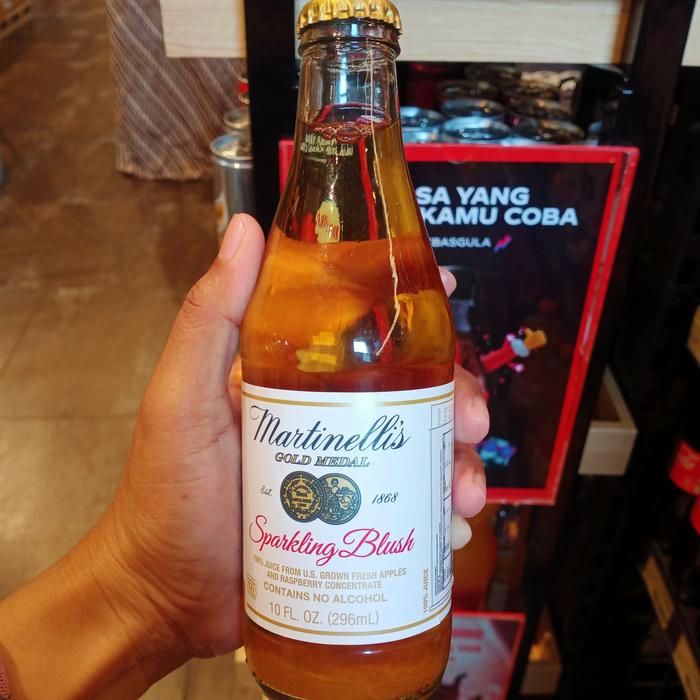 SA YANG
KAMU COBA
BASGULA
Martinelli's
GOLD MEDAL
Est. 1868
Sparkling Blush
100% JUICE FROM U.S. GROWN FRESH APPLES
AND RASPBERRY CONCENTRATE
CONTAINS NO ALCOHOL
10 FL. OZ. (296mL)
100% JUICE